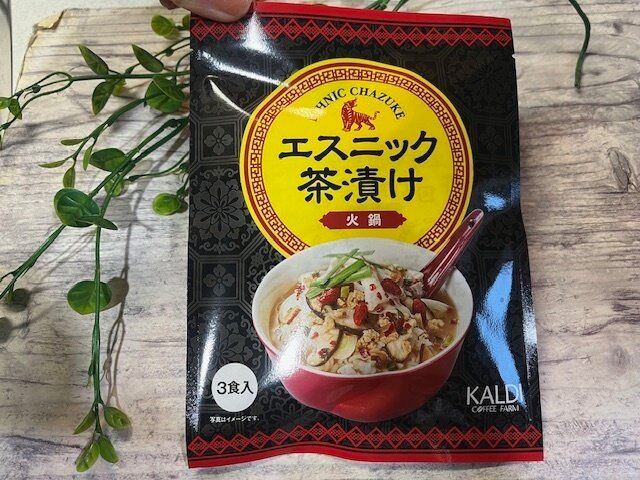 HNIC CHAZUKE
エスニック
茶漬け
火鍋
3食入
写真はイメージです。
KALDI
COFFEE FARM